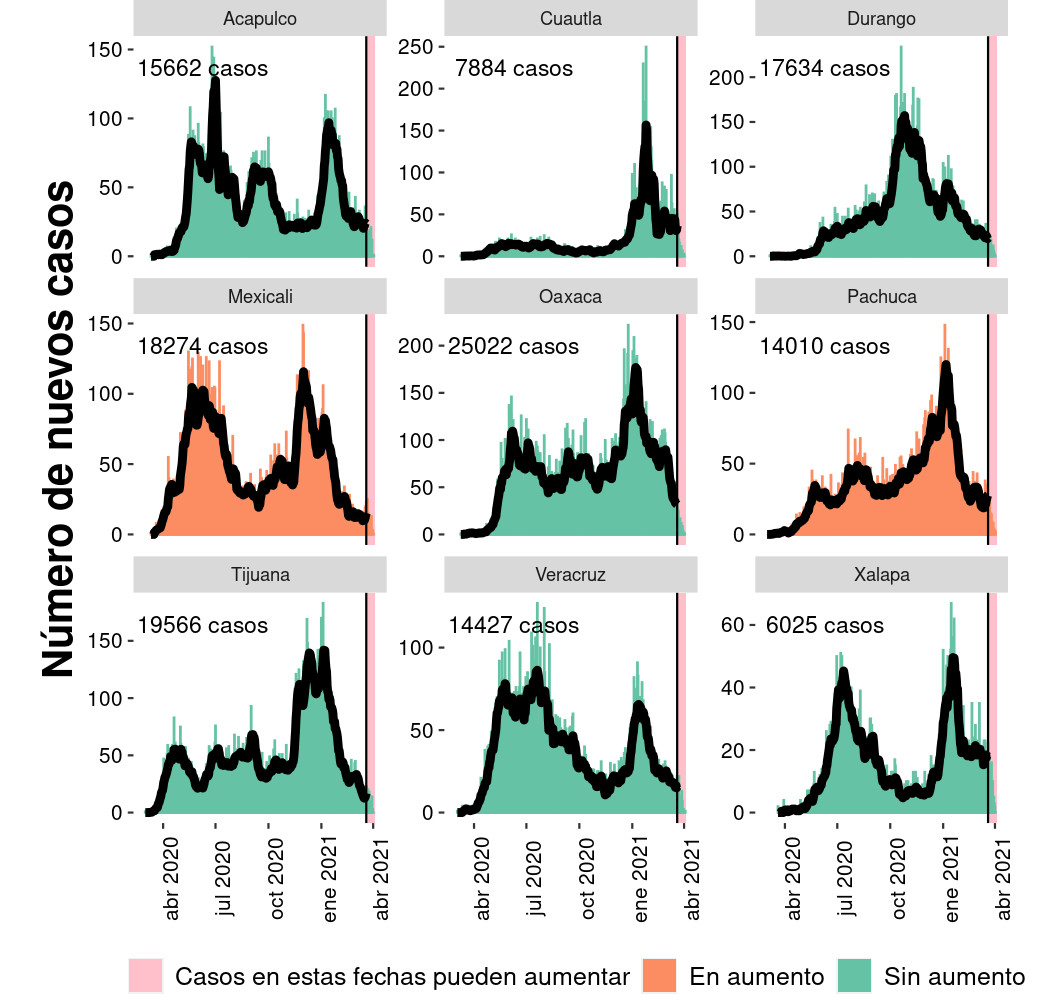 Número de nuevos casos
Acapulco
Cuautla
Durango
150
100
50
0
15662 casos
250
200
150
100
50
0
7884 casos
200
150
100
50
0
17634 casos
Mexicali
Oaxaca
Pachuca
150
100
50
0
18274 casos
200
150
100
50
0
25022 casos
150
100
50
0
14010 casos
Tijuana
Veracruz
Xalapa
150
100
50
0
19566 casos
100
50
0
14427 casos
60
40
20
0
6025 casos
abr 2020
jul 2020
oct 2020
ene 2021
abr 2021
abr 2020
jul 2020
oct 2020
ene 2021
abr 2021
abr 2020
jul 2020
oct 2020
ene 2021
abr 2021
Casos en estas fechas pueden aumentar
En aumento
Sin aumento